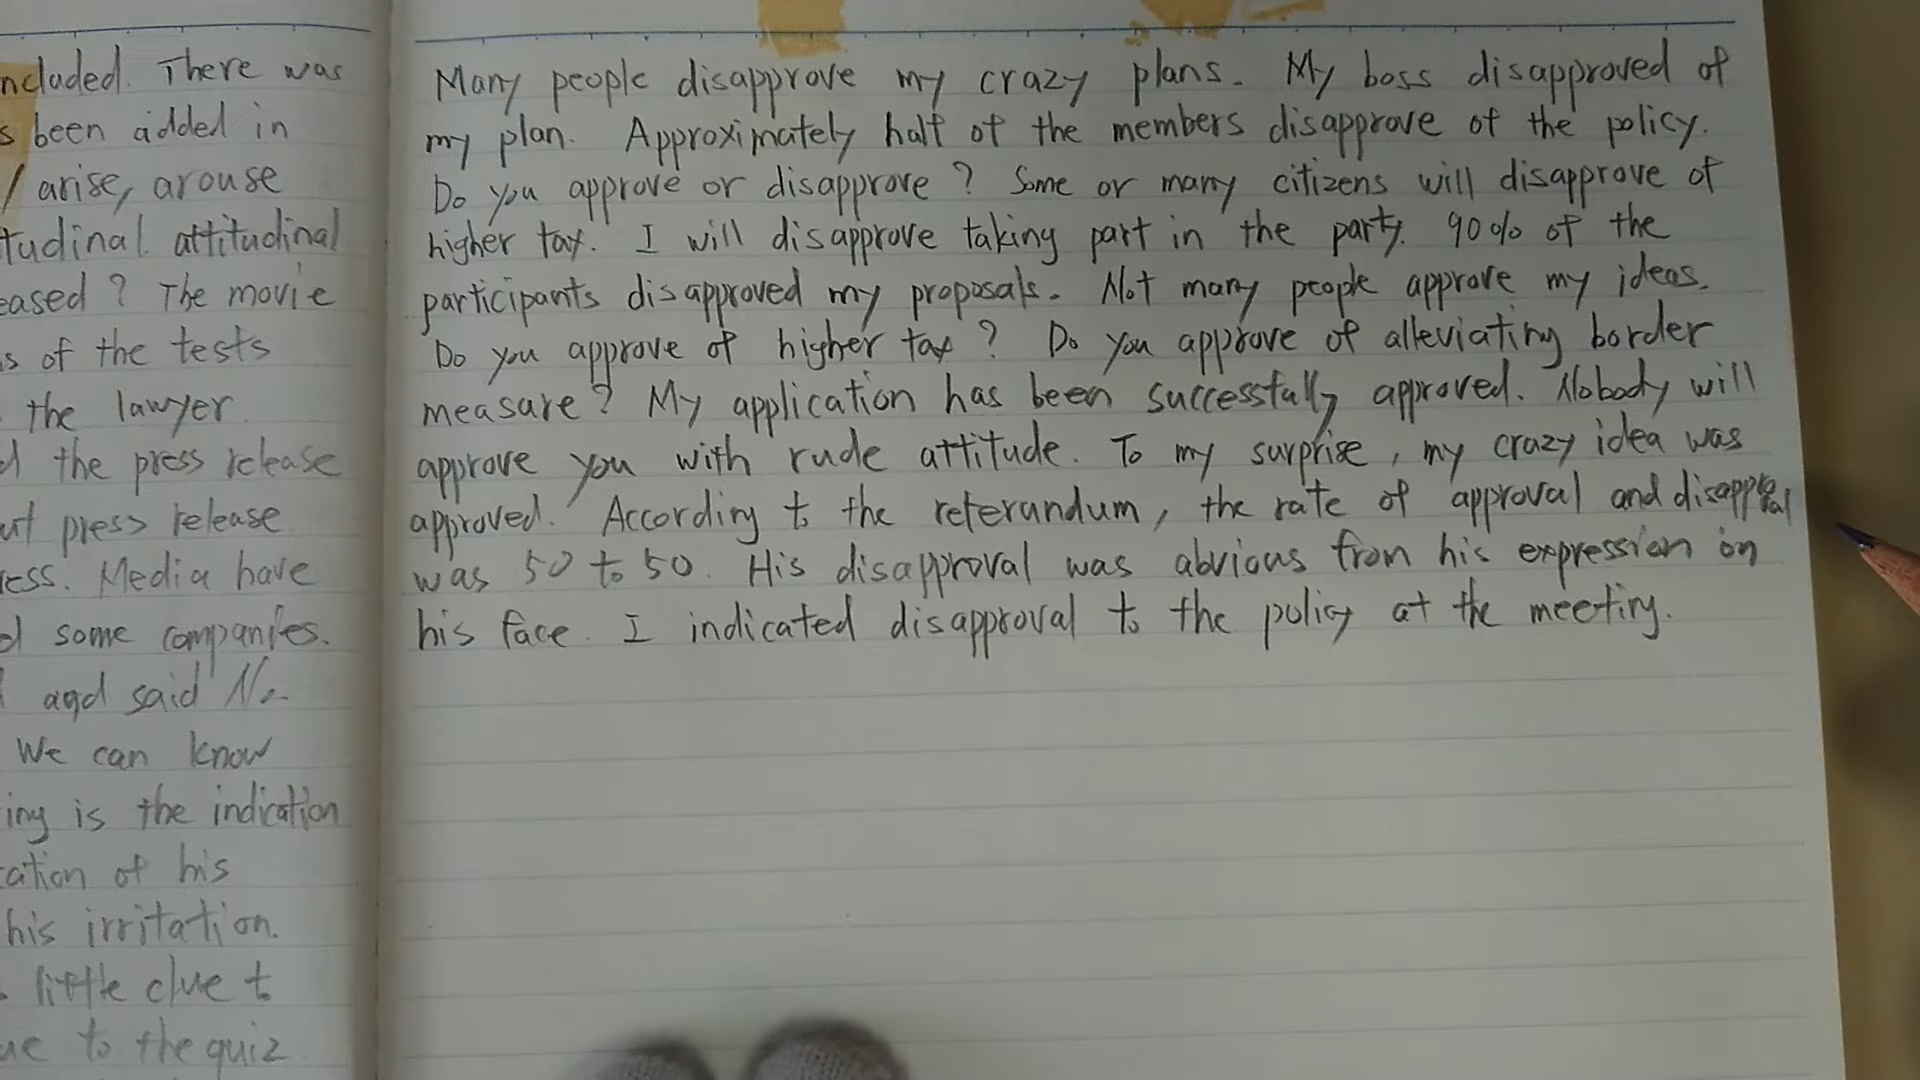 ncluded. There was
s been added in
/ arise, arouse
tudinal. attitudinal
eased? The movie
s of the tests
the lawyer.
d the press release
ut press release
ress. Media have
d some companies.
agd said No
We can know
ing is the indication
cation of his
his irritation.
little clue to
ue to the quiz
Many people disapprove my crazy plans. My boss disapproved of
my plan. Approximately half of the members disapprove of the policy.
Do you approve or disapprove? Some or many citizens will disapprove of
higher tax. I will disapprove taking part in the party. 90% of the
participants disapproved my proposals. Not many people approve my ideas.
Do you approve of higher tax? Do you approve of alleviating border
measure? My application has been successfully approved. Nobody will
approve you with rude attitude. To my surprise, my crazy idea was
approved. According to the referandum, the rate of approval and
was 50 to 50. His disapproval was abvious from his expression on
his face. I indicated disapproval to the policy at the meeting.